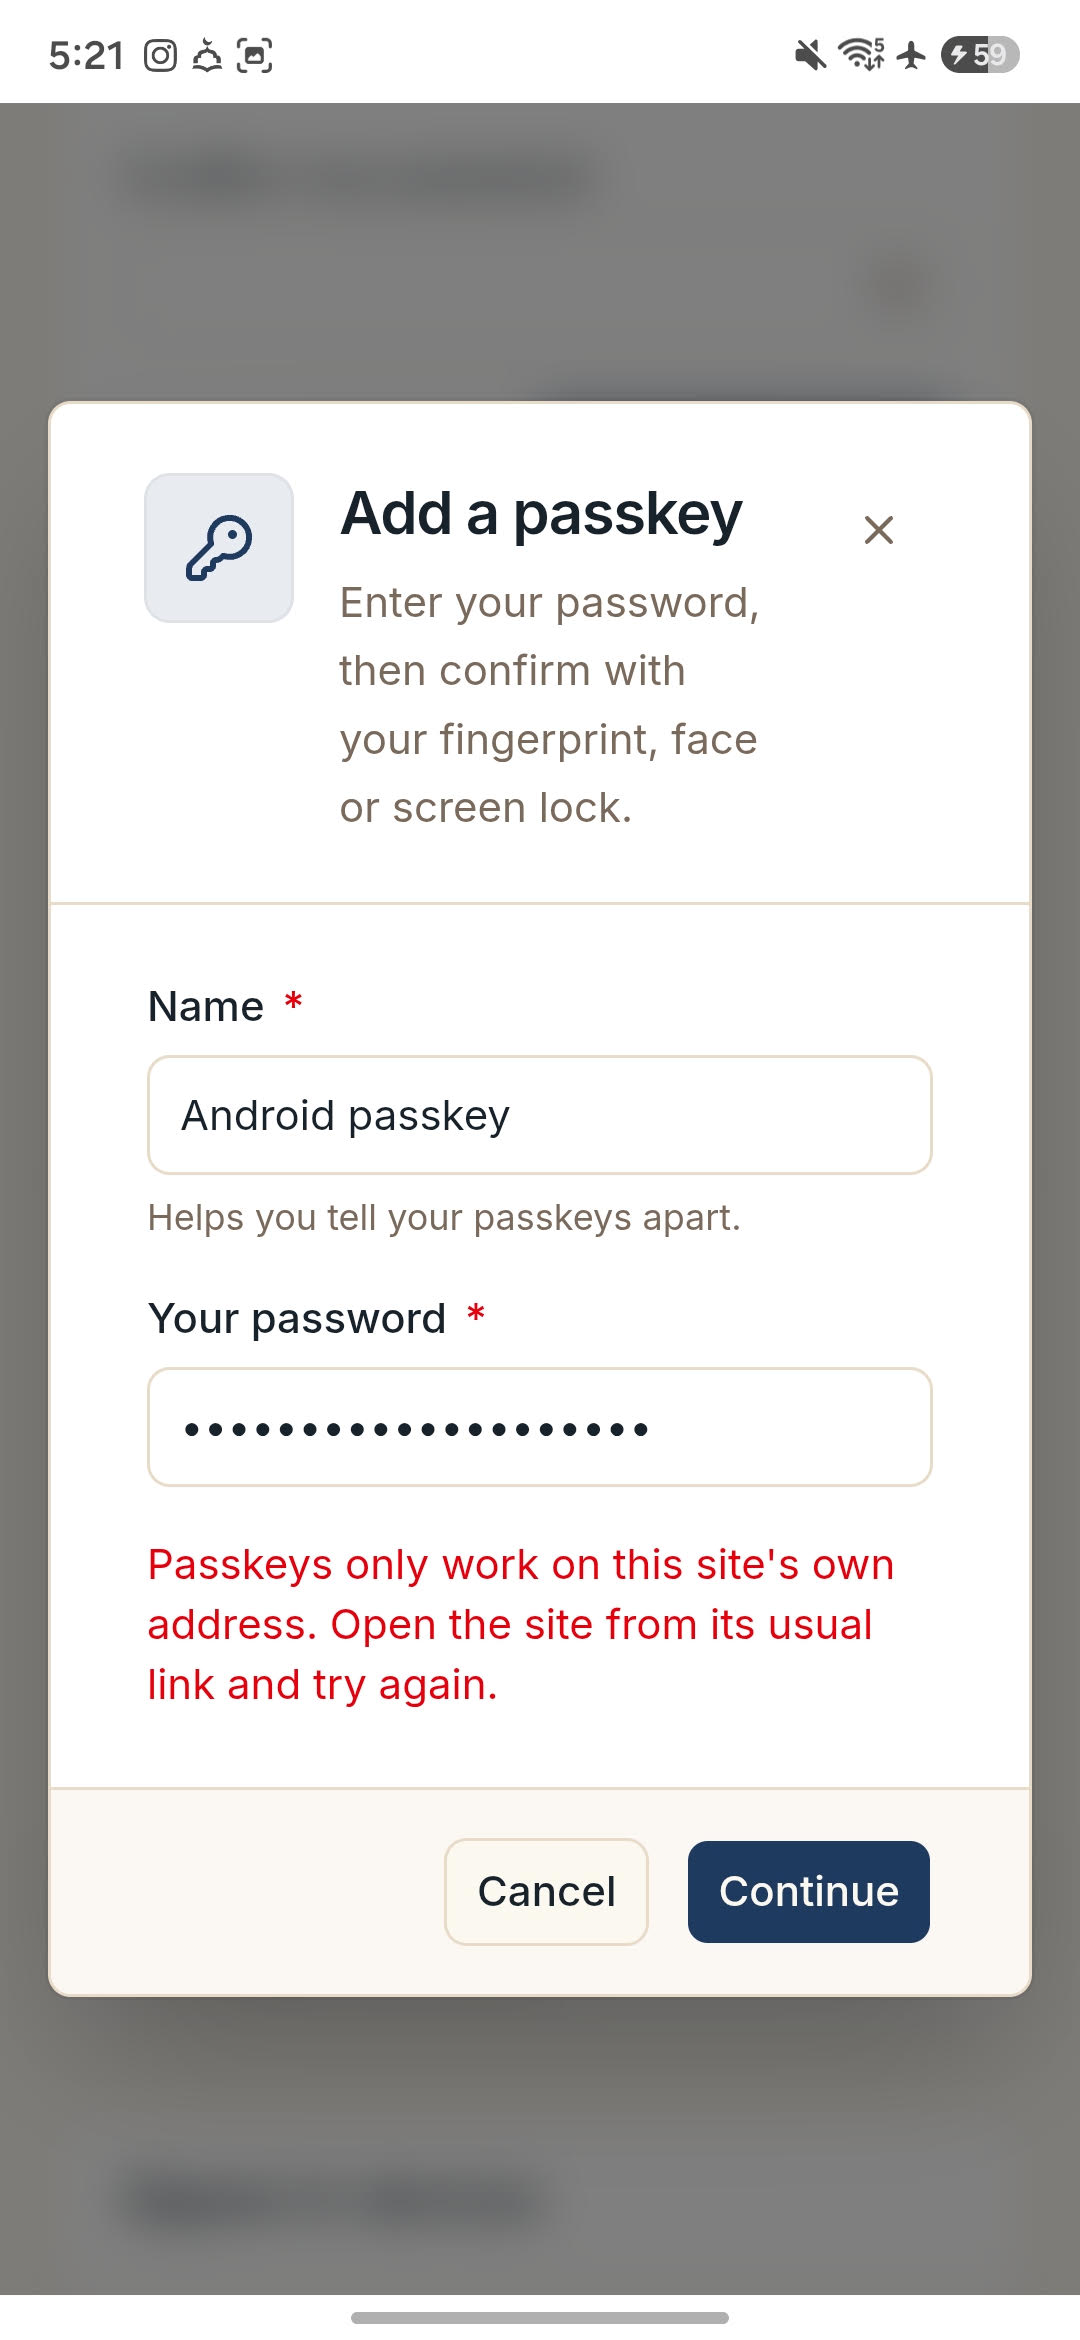 5:21
5
59
Add a passkey
Enter your password,
then confirm with
your fingerprint, face
or screen lock.
Name *
Android passkey
Helps you tell your passkeys apart.
Your password *
••••••••••••••••••••
Passkeys only work on this site's own
address. Open the site from its usual
link and try again.
Cancel
Continue